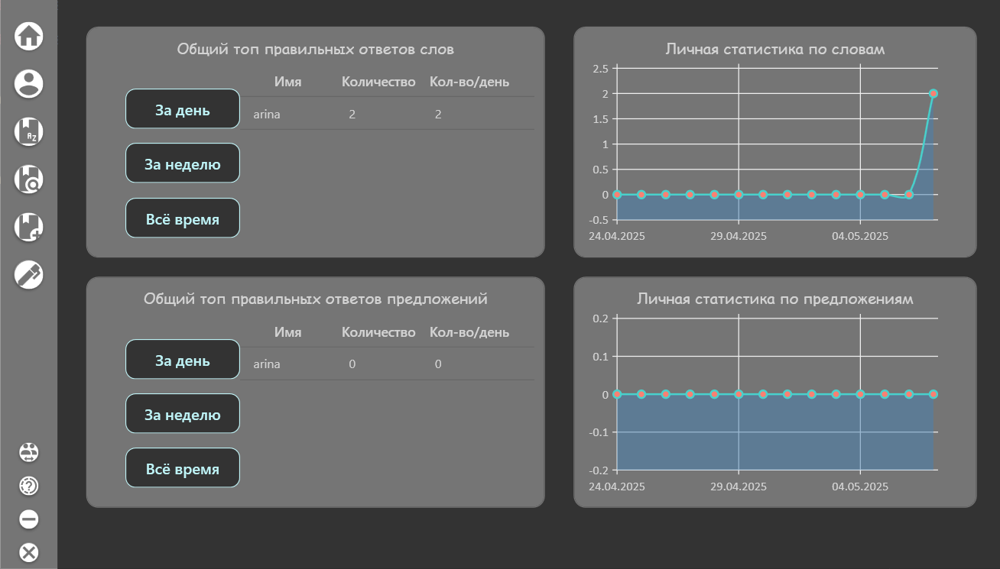 Общий топ правильных ответов слов
Имя Количество Кол-во/день
За день
arina 2 2
За неделю
Всё время
Личная статистика по словам
2.5
2
1.5
1
0.5
0
-0.5
24.04.2025 29.04.2025 04.05.2025
Общий топ правильных ответов предложений
Имя Количество Кол-во/день
За день
arina 0 0
За неделю
Всё время
Личная статистика по предложениям
0.2
0.1
0
-0.1
-0.2
24.04.2025 29.04.2025 04.05.2025
AZ
?